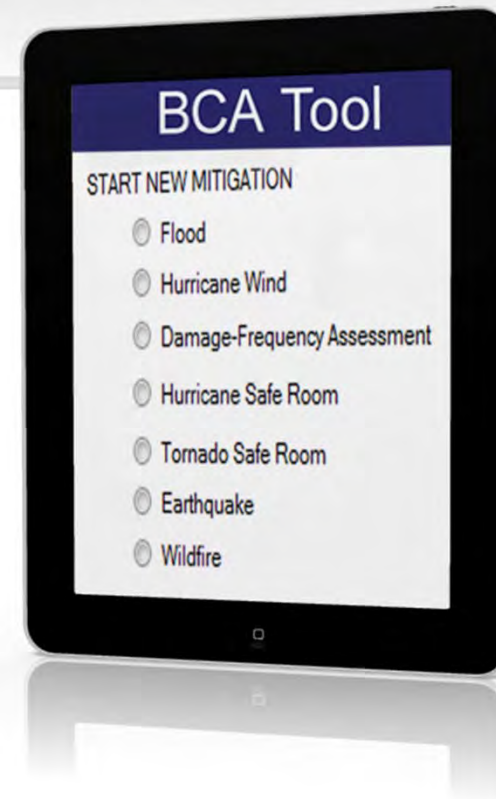 BCA Tool
START NEW MITIGATION
Flood
Hurricane Wind
Damage-Frequency Assessment
Hurricane Safe Room
Tornado Safe Room
Earthquake
Wildfire